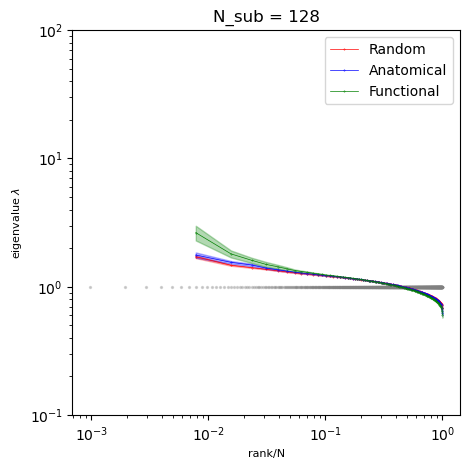 N_sub = 128
Random
Anatomical
Functional
eigenvalue λ
10²
10¹
10⁰
10⁻¹
10⁻³ 10⁻² 10⁻¹ 10⁰
rank/N